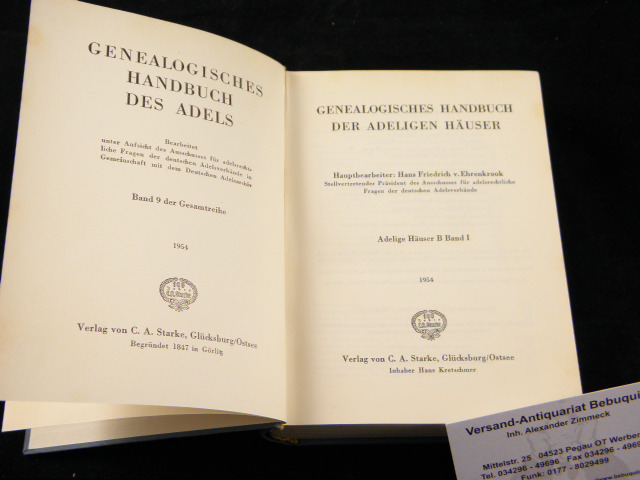 GENEALOGISCHES
HANDBUCH
DES ADELS
Bearbeitet
unter Aufsicht des Ausschusses für adelsrechtliche
Fragen der deutschen Adelsverbände in
Gemeinschaft mit dem Deutschen Adelsarchiv
Band 9 der Gesamtreihe
1954
Verlag von C. A. Starke, Glücksburg/Ostsee
Begründet 1847 in Görlitz
GENEALOGISCHES HANDBUCH
DER ADELIGEN HÄUSER
Hauptbearbeiter: Hans Friedrich v. Ehrenkrook
Stellvertretender Präsident des Ausschusses für adelsrechtliche
Fragen der deutschen Adelsverbände
Adelige Häuser B Band I
1954
Verlag von C. A. Starke, Glücksburg/Ostsee
Inhaber Hans Kretschmer
Versand-Antiquariat Bebuqui
Inh. Alexander Zimmeck
Mittelstr. 25 04523 Pegau OT Werben
Tel. 034296 - 49696 Fax 034296 - 4969
Funk: 0177 - 8029499